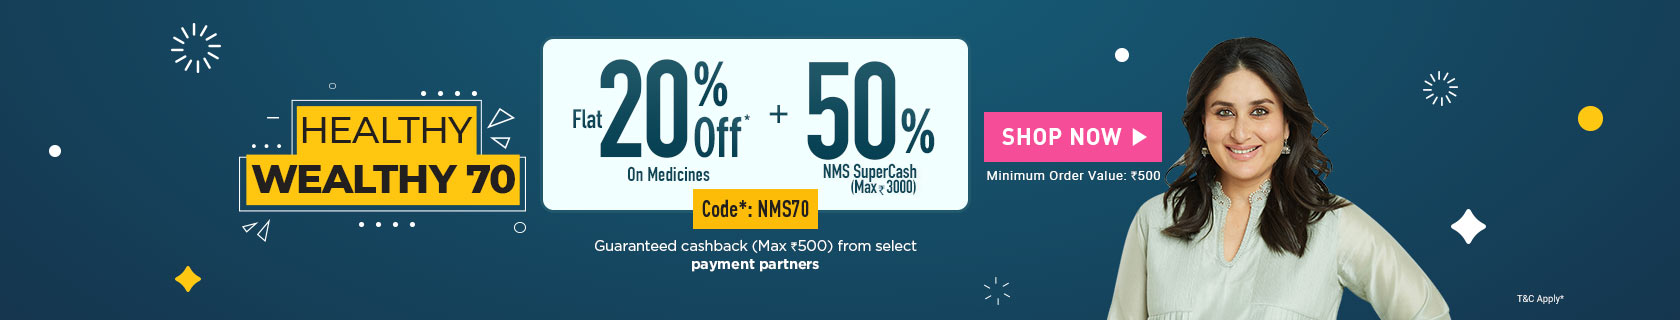 HEALTHY
WEALTHY 70
Flat 20% Off*
On Medicines
+
50%
NMS SuperCash
(Max ₹ 3000)
Code*: NMS70
Guaranteed cashback (Max ₹500) from select
payment partners
SHOP NOW
Minimum Order Value: ₹500
T&C Apply*